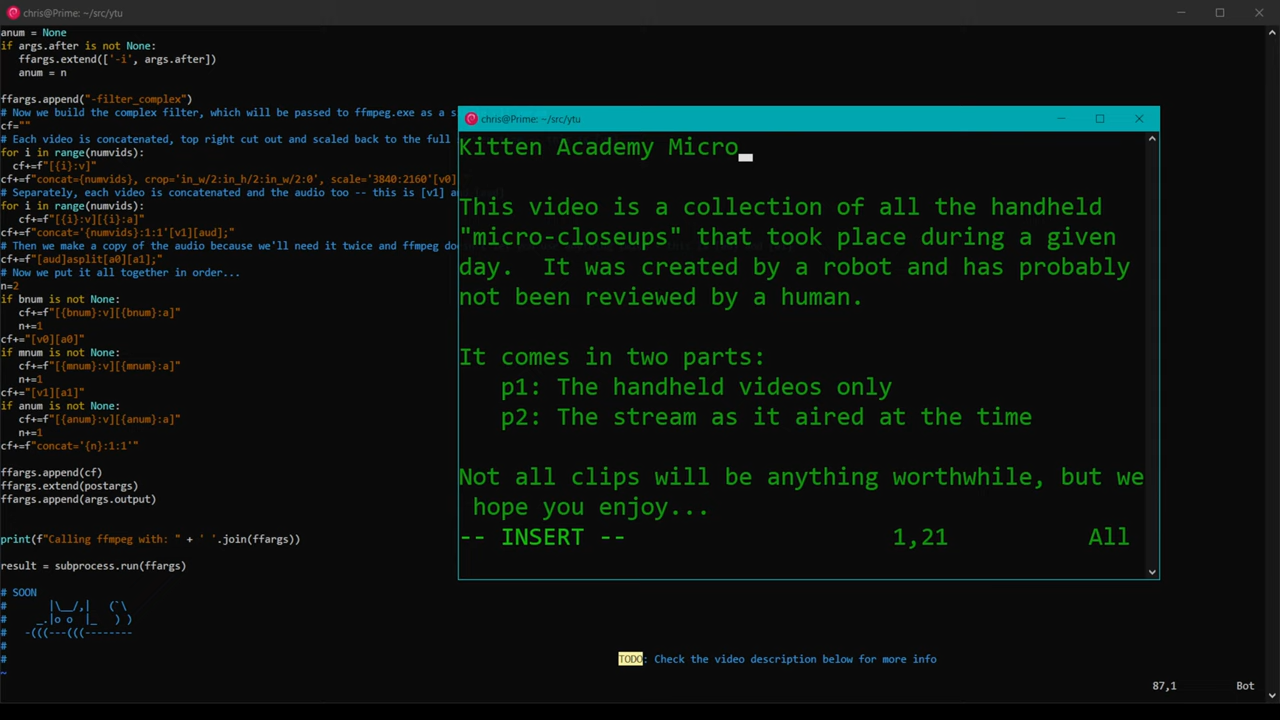 chris@Prime: ~/src/ytu
anum = None
if args.after is not None:
ffargs.extend(['-i', args.after])
anum = n
ffargs.append("-filter_complex")
# Now we build the complex filter, which will be passed to ffmpeg.exe as a s
cf=""
# Each video is concatenated, top right cut out and scaled back to the full
for i in range(numvids):
cf+=f"[{i}:v]"
cf+=f"concat={numvids}, crop='in_w/2:in_h/2:in_w/2:0', scale='3840:2160'[v0]
# Separately, each video is concatenated and the audio too -- this is [v1] a
for i in range(numvids):
cf+=f"[{i}:v][{i}:a]"
cf+=f"concat='{numvids}:1:1'[v1][aud];"
# Then we make a copy of the audio because we'll need it twice and ffmpeg do
cf+=f"[aud]asplit[a0][a1];"
# Now we put it all together in order...
n=2
if bnum is not None:
cf+=f"[{bnum}:v][{bnum}:a]"
n+=1
cf+="[v0][a0]"
if mnum is not None:
cf+=f"[{mnum}:v][{mnum}:a]"
n+=1
cf+="[v1][a1]"
if anum is not None:
cf+=f"[{anum}:v][{anum}:a]"
n+=1
cf+=f"concat='{n}:1:1'"
ffargs.append(cf)
ffargs.extend(postargs)
ffargs.append(args.output)
print(f"Calling ffmpeg with: " + ' '.join(ffargs))
result = subprocess.run(ffargs)
# SOON
#     |\__/,|   (`\
#   _.|o o  |_   ) )
#  -(((---(((--------
#
#
~
chris@Prime: ~/src/ytu
Kitten Academy Micro
This video is a collection of all the handheld
"micro-closeups" that took place during a given
day.  It was created by a robot and has probably
not been reviewed by a human.
It comes in two parts:
p1: The handheld videos only
p2: The stream as it aired at the time
Not all clips will be anything worthwhile, but we
hope you enjoy...
-- INSERT -- 1,21 All
TODO: Check the video description below for more info
87,1 Bot